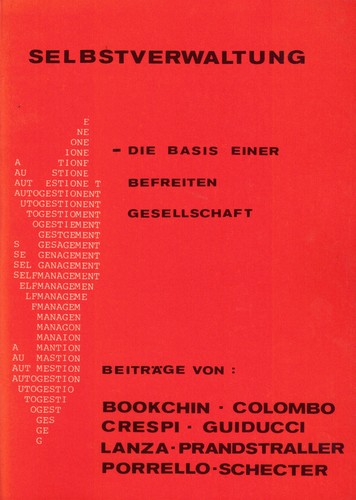 SELBSTVERWALTUNG
E
NE
ONE
IONE
A TIONF
AU STIONE
AUT ESTIONE T
AUTOGESTIONENT
UTOGESTIONENT
TOGESTIOMENT
OGESTIEMENT
GESTGEMENT
S GESAGEMENT
SE GENAGEMENT
SEL GANAGEMENT
SELFMANAGEMENT
ELFMANAGEMEN
LFMANAGEME
FMANAGEM
MANAGEN
MANAGON
MANAION
A MANTION
AU MASTION
AUT MESTION
AUTOGESTION
UTOGESTIO
TOGESTI
OGEST
GES
GE
G
- DIE BASIS EINER
BEFREITEN
GESELLSCHAFT
BEITRÄGE VON :
BOOKCHIN · COLOMBO
CRESPI · GUIDUCCI
LANZA · PRANDSTRALLER
PORRELLO - SCHECTER